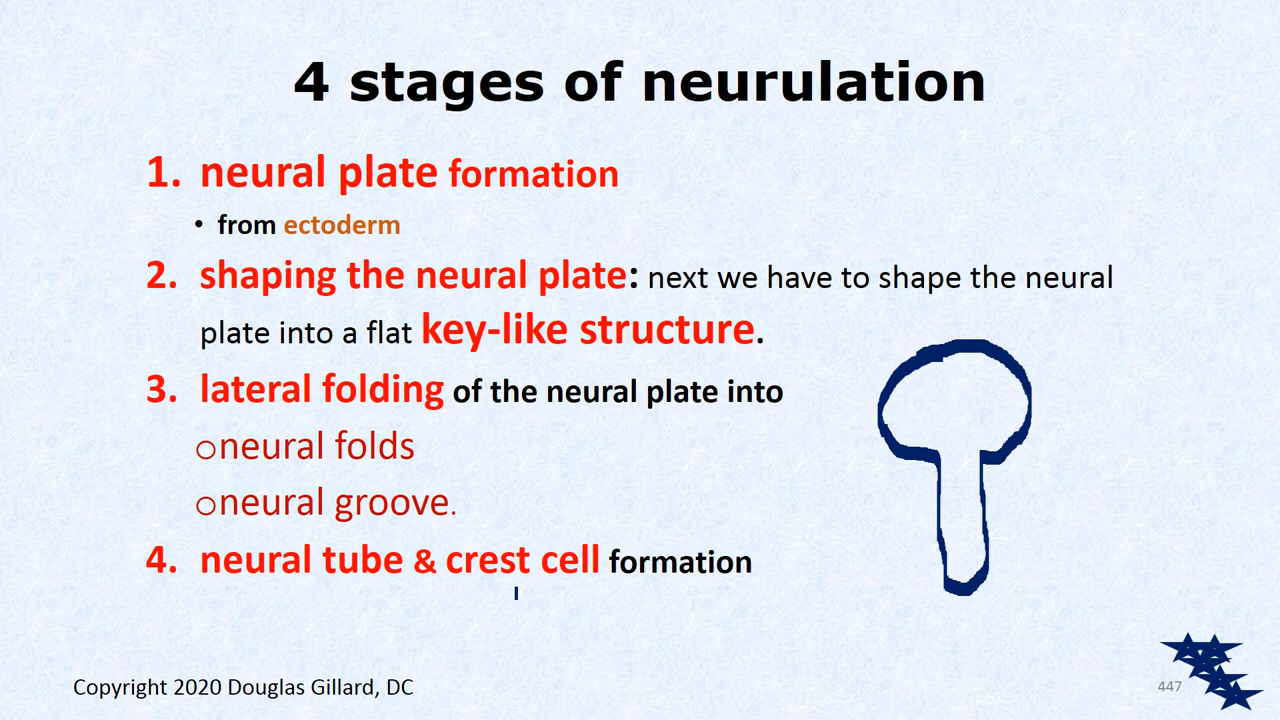 4 stages of neurulation
1. neural plate formation
• from ectoderm
2. shaping the neural plate: next we have to shape the neural
plate into a flat key-like structure.
3. lateral folding of the neural plate into
o neural folds
o neural groove.
4. neural tube & crest cell formation
Copyright 2020 Douglas Gillard, DC
447